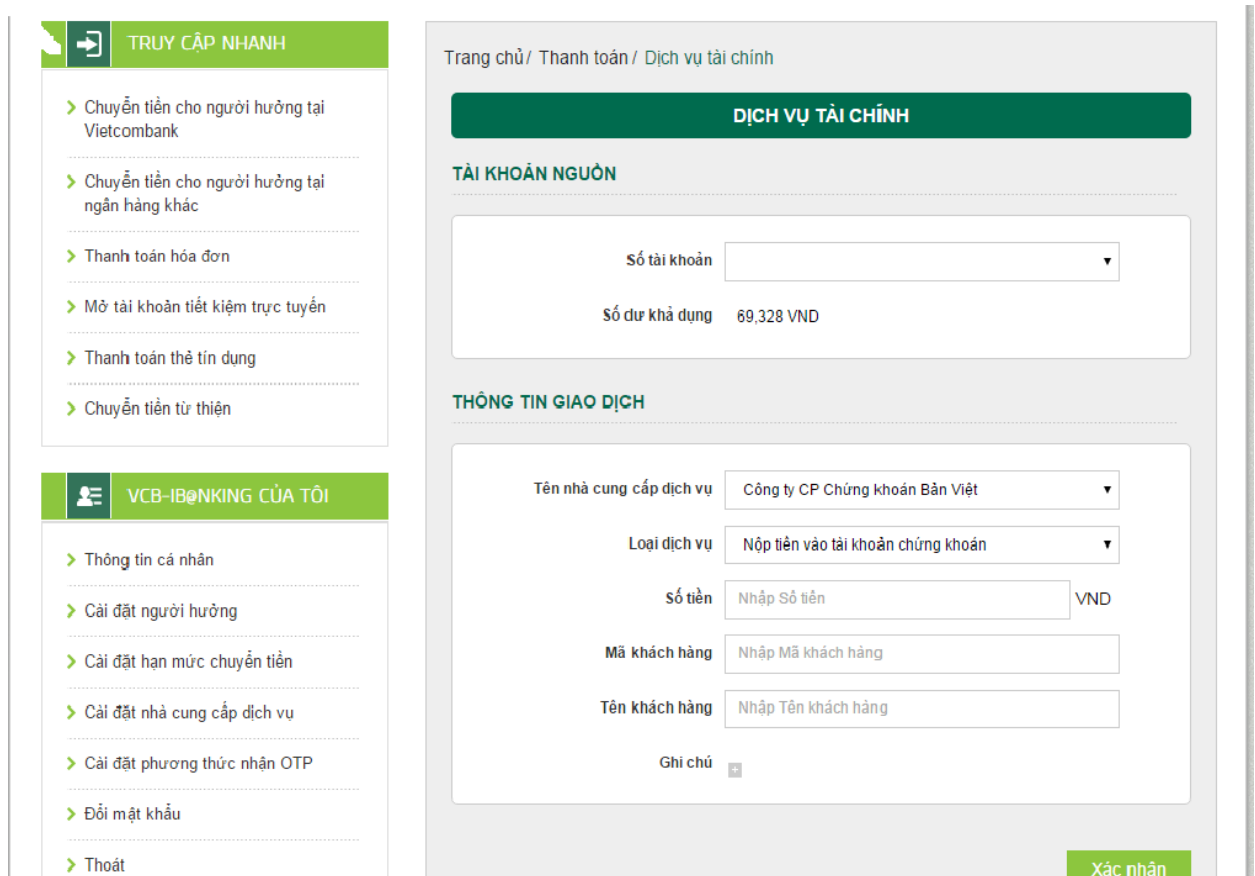 TRUY CẬP NHANH
Chuyển tiền cho người hưởng tại
Vietcombank
Chuyển tiền cho người hưởng tại
ngân hàng khác
Thanh toán hóa đơn
Mở tài khoản tiết kiệm trực tuyến
Thanh toán thẻ tín dụng
Chuyển tiền từ thiện
VCB-IB@NKING CỦA TÔI
Thông tin cá nhân
Cài đặt người hưởng
Cài đặt hạn mức chuyển tiền
Cài đặt nhà cung cấp dịch vụ
Cài đặt phương thức nhận OTP
Đổi mật khẩu
Thoát
Trang chủ/ Thanh toán/ Dịch vụ tài chính
DỊCH VỤ TÀI CHÍNH
TÀI KHOẢN NGUỒN
Số tài khoản
Số dư khả dụng 69,328 VND
THÔNG TIN GIAO DỊCH
Tên nhà cung cấp dịch vụ Công ty CP Chứng khoán Bản Việt
Loại dịch vụ Nộp tiền vào tài khoản chứng khoán
Số tiền Nhập Số tiền VND
Mã khách hàng Nhập Mã khách hàng
Tên khách hàng Nhập Tên khách hàng
Ghi chú
Xác nhận